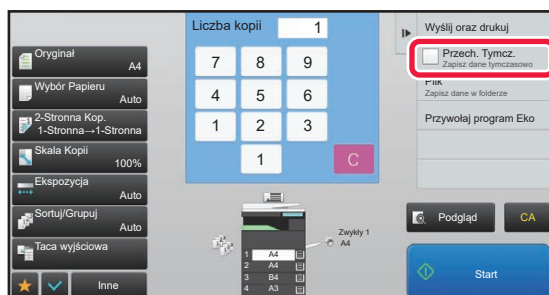 Liczba kopii 1
Oryginał
A4
Wybór Papieru
Auto
2-Stronna Kop.
1-Stronna→1-Stronna
Skala Kopii
100%
Ekspozycja
Auto
Sortuj/Grupuj
Auto
Taca wyjściowa
Inne
7 8 9
4 5 6
1 2 3
1 C
Zwykły 1
A4
1 A4
2 A4
3 B4
4 A3
Wyślij oraz drukuj
Przech. Tymcz.
Zapisz dane tymczasowo
Plik
Zapisz dane w folderze
Przywołaj program Eko
Podgląd
CA
Start